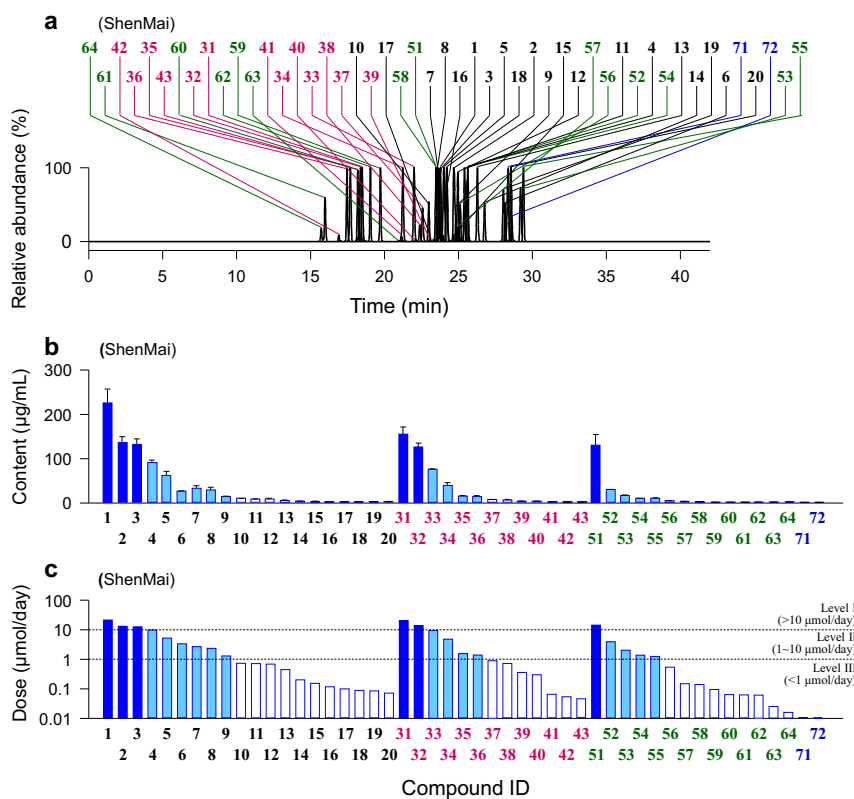 a (ShenMai)
64 42 35 60 31 59 41 40 38 10 17 51 8 1 5 2 15 57 11 4 13 19 71 72 55
61 36 43 32 62 63 34 33 37 39 58 7 16 3 18 9 12 56 52 54 14 6 20 53
Relative abundance (%)
100
0
0 5 10 15 20 25 30 35 40
Time (min)
b (ShenMai)
Content (μg/mL)
300
200
100
0
1 3 5 7 9 11 13 15 17 19 31 33 35 37 39 41 43 52 54 56 58 60 62 64 72
2 4 6 8 10 12 14 16 18 20 32 34 36 38 40 42 51 53 55 57 59 61 63 71
c (ShenMai)
Dose (μmol/day)
100
10
1
0.1
0.01
Level I
(>10 μmol/day)
Level II
(1~10 μmol/day)
Level III
(<1 μmol/day)
1 3 5 7 9 11 13 15 17 19 31 33 35 37 39 41 43 52 54 56 58 60 62 64 72
2 4 6 8 10 12 14 16 18 20 32 34 36 38 40 42 51 53 55 57 59 61 63 71
Compound ID